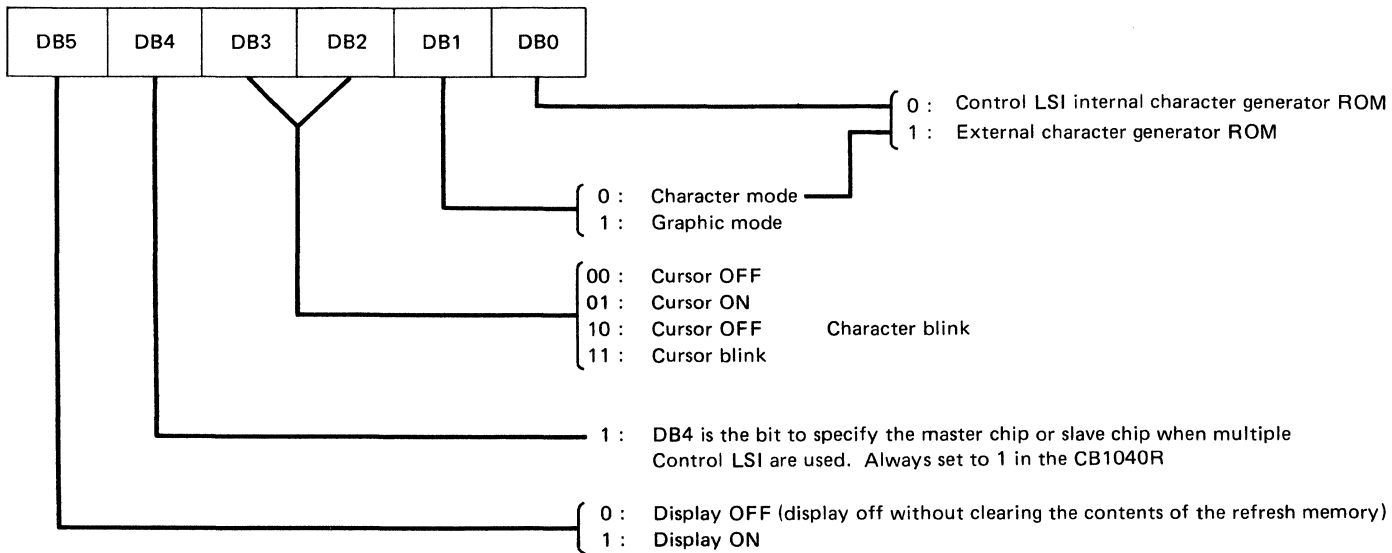 DB5 DB4 DB3 DB2 DB1 DB0
0 : Control LSI internal character generator ROM
1 : External character generator ROM
0 : Character mode
1 : Graphic mode
00 : Cursor OFF
01 : Cursor ON
10 : Cursor OFF Character blink
11 : Cursor blink
1 : DB4 is the bit to specify the master chip or slave chip when multiple
Control LSI are used. Always set to 1 in the CB1040R
0 : Display OFF (display off without clearing the contents of the refresh memory)
1 : Display ON